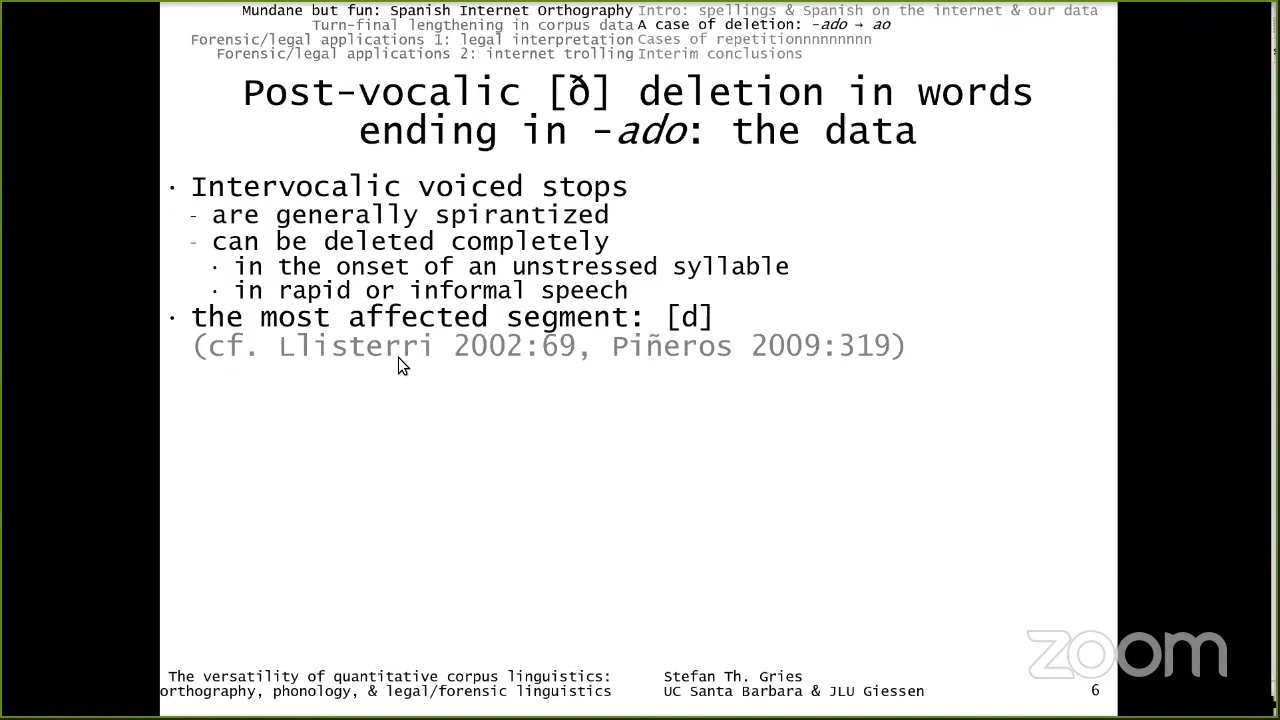 Mundane but fun: Spanish Internet Orthography Intro: spellings & Spanish on the internet & our data
Turn-final lengthening in corpus data A case of deletion: -ado → ao
Forensic/legal applications 1: legal interpretation Cases of repetitionnnnnnnnn
Forensic/legal applications 2: internet trolling Interim conclusions
Post-vocalic [ð] deletion in words
ending in -ado: the data
· Intervocalic voiced stops
- are generally spirantized
- can be deleted completely
· in the onset of an unstressed syllable
· in rapid or informal speech
· the most affected segment: [d]
(cf. Llisterri 2002:69, Piñeros 2009:319)
zoom
The versatility of quantitative corpus linguistics: Stefan Th. Gries
orthography, phonology, & legal/forensic linguistics UC Santa Barbara & JLU Giessen 6